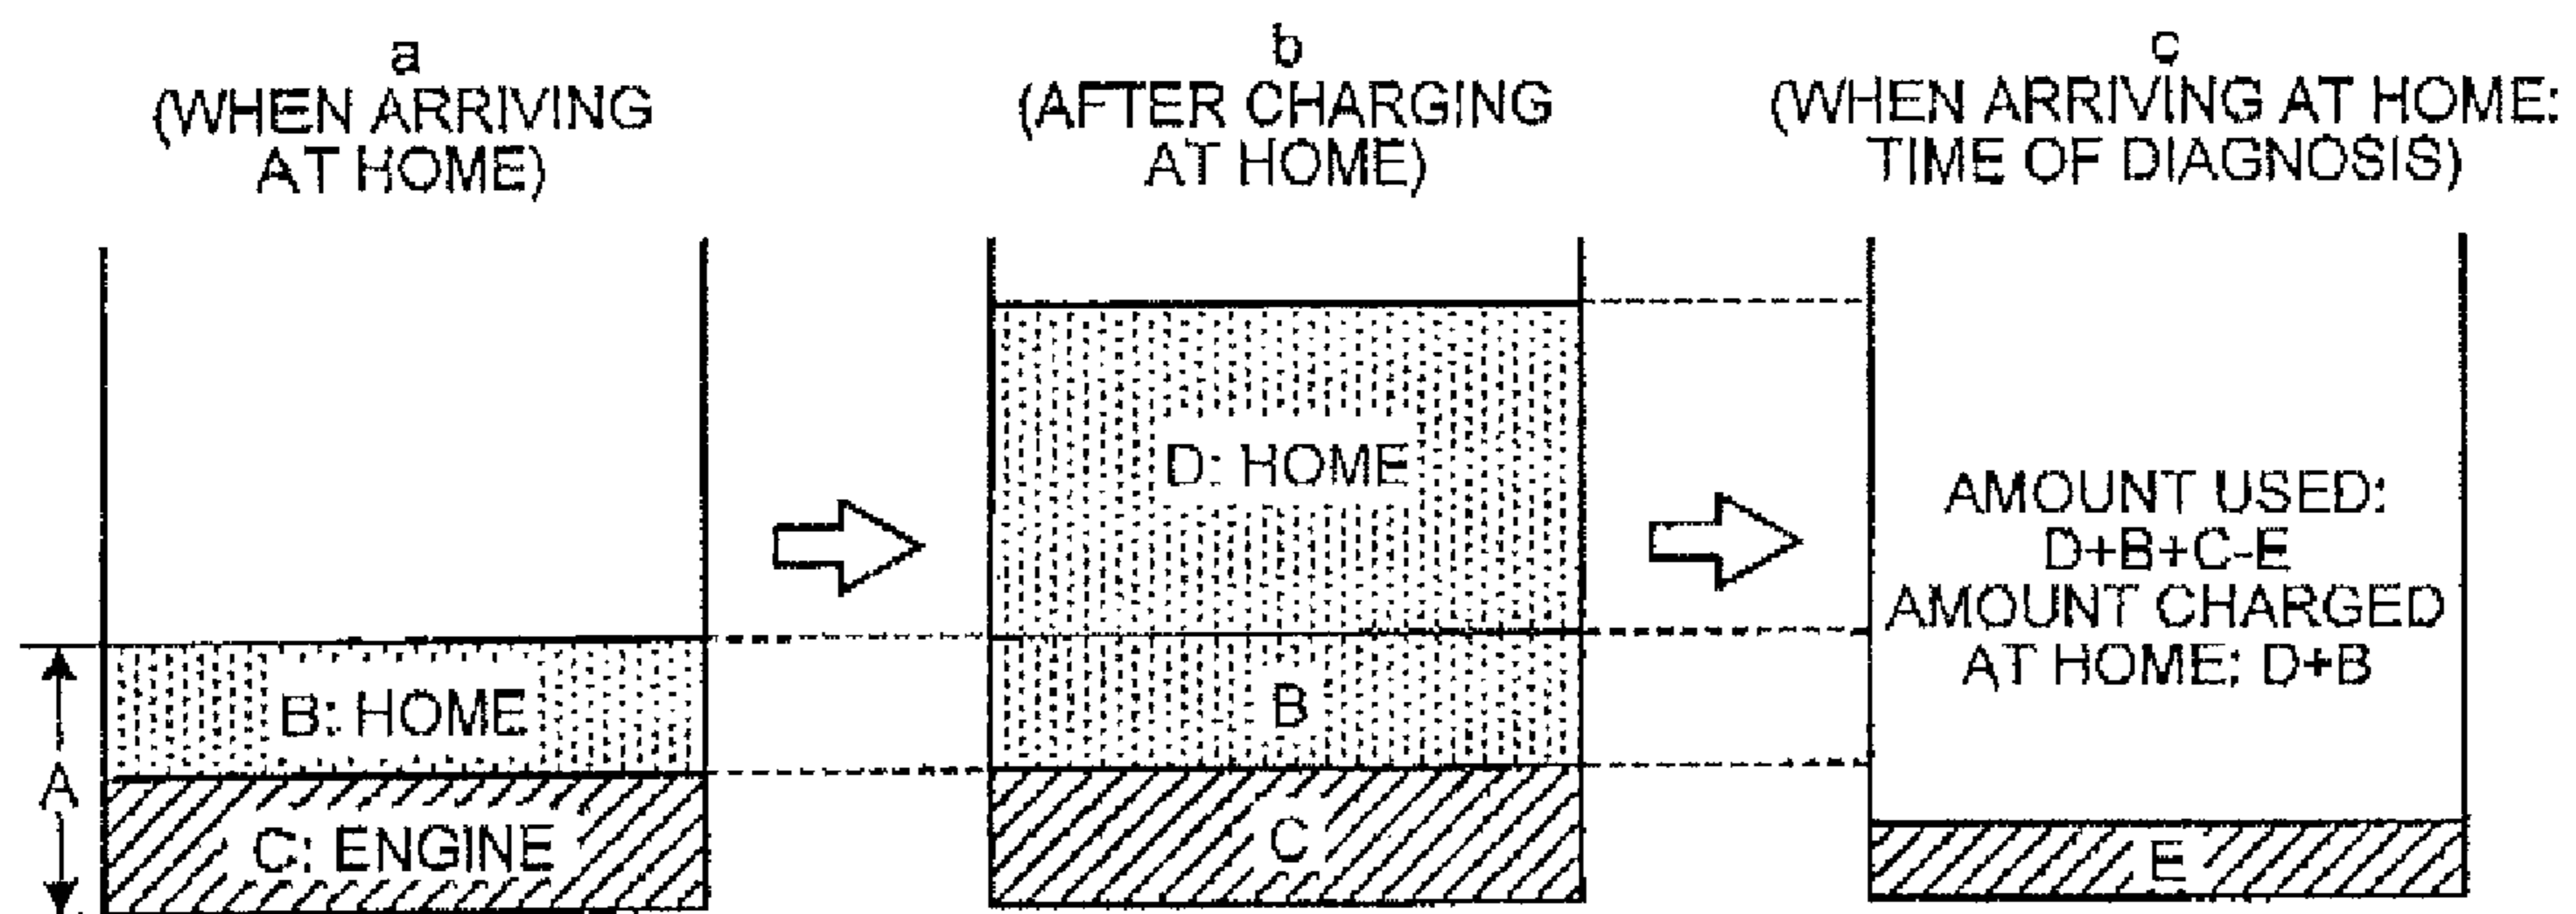 a
(WHEN ARRIVING
AT HOME)
b
(AFTER CHARGING
AT HOME)
c
(WHEN ARRIVING AT HOME:
TIME OF DIAGNOSIS)
A
B: HOME
C: ENGINE
D: HOME
B
C
AMOUNT USED:
D+B+C-E
AMOUNT CHARGED
AT HOME: D+B
E